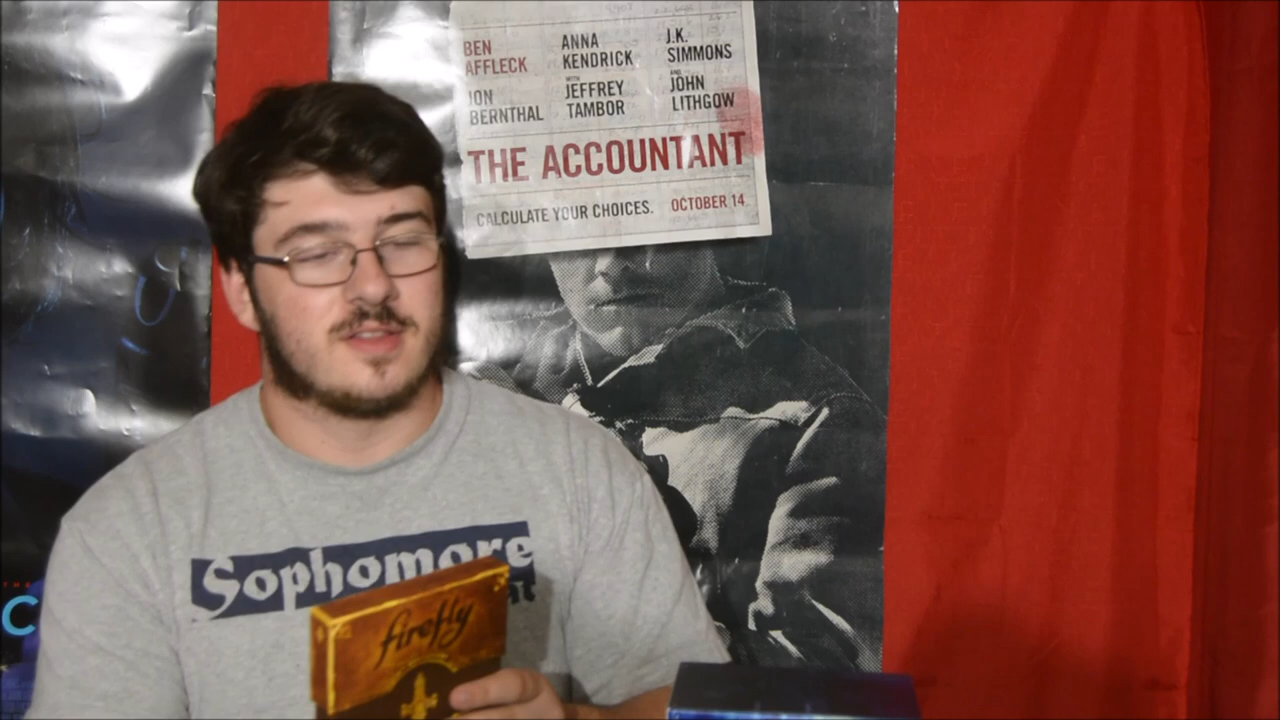 BEN AFFLECK
ANNA KENDRICK
J.K. SIMMONS
JON BERNTHAL
WITH JEFFREY TAMBOR
AND JOHN LITHGOW
THE ACCOUNTANT
CALCULATE YOUR CHOICES. OCTOBER 14
Sophomore
firefly
C